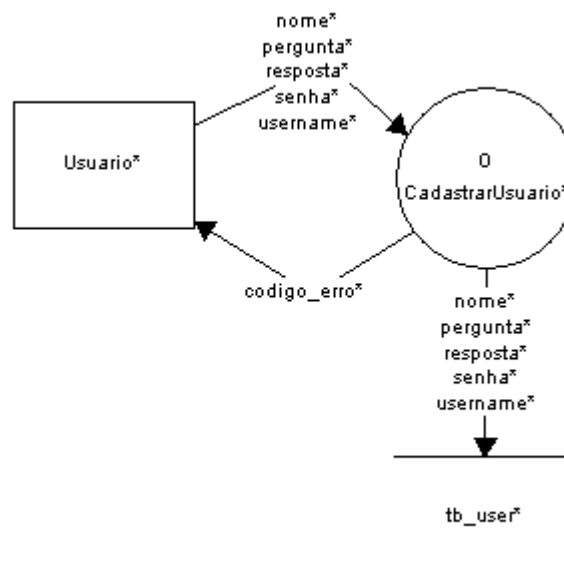 nome*
pergunta*
resposta*
senha*
username*
Usuario*
0
CadastrarUsuario*
codigo_erro*
nome*
pergunta*
resposta*
senha*
username*
tb_user*